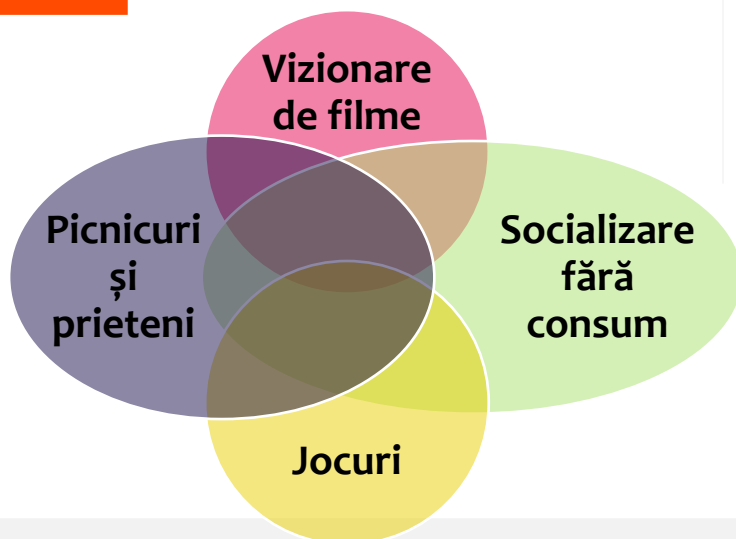 Vizionare
de filme
Picnicuri
și
prieteni
Socializare
fără
consum
Jocuri